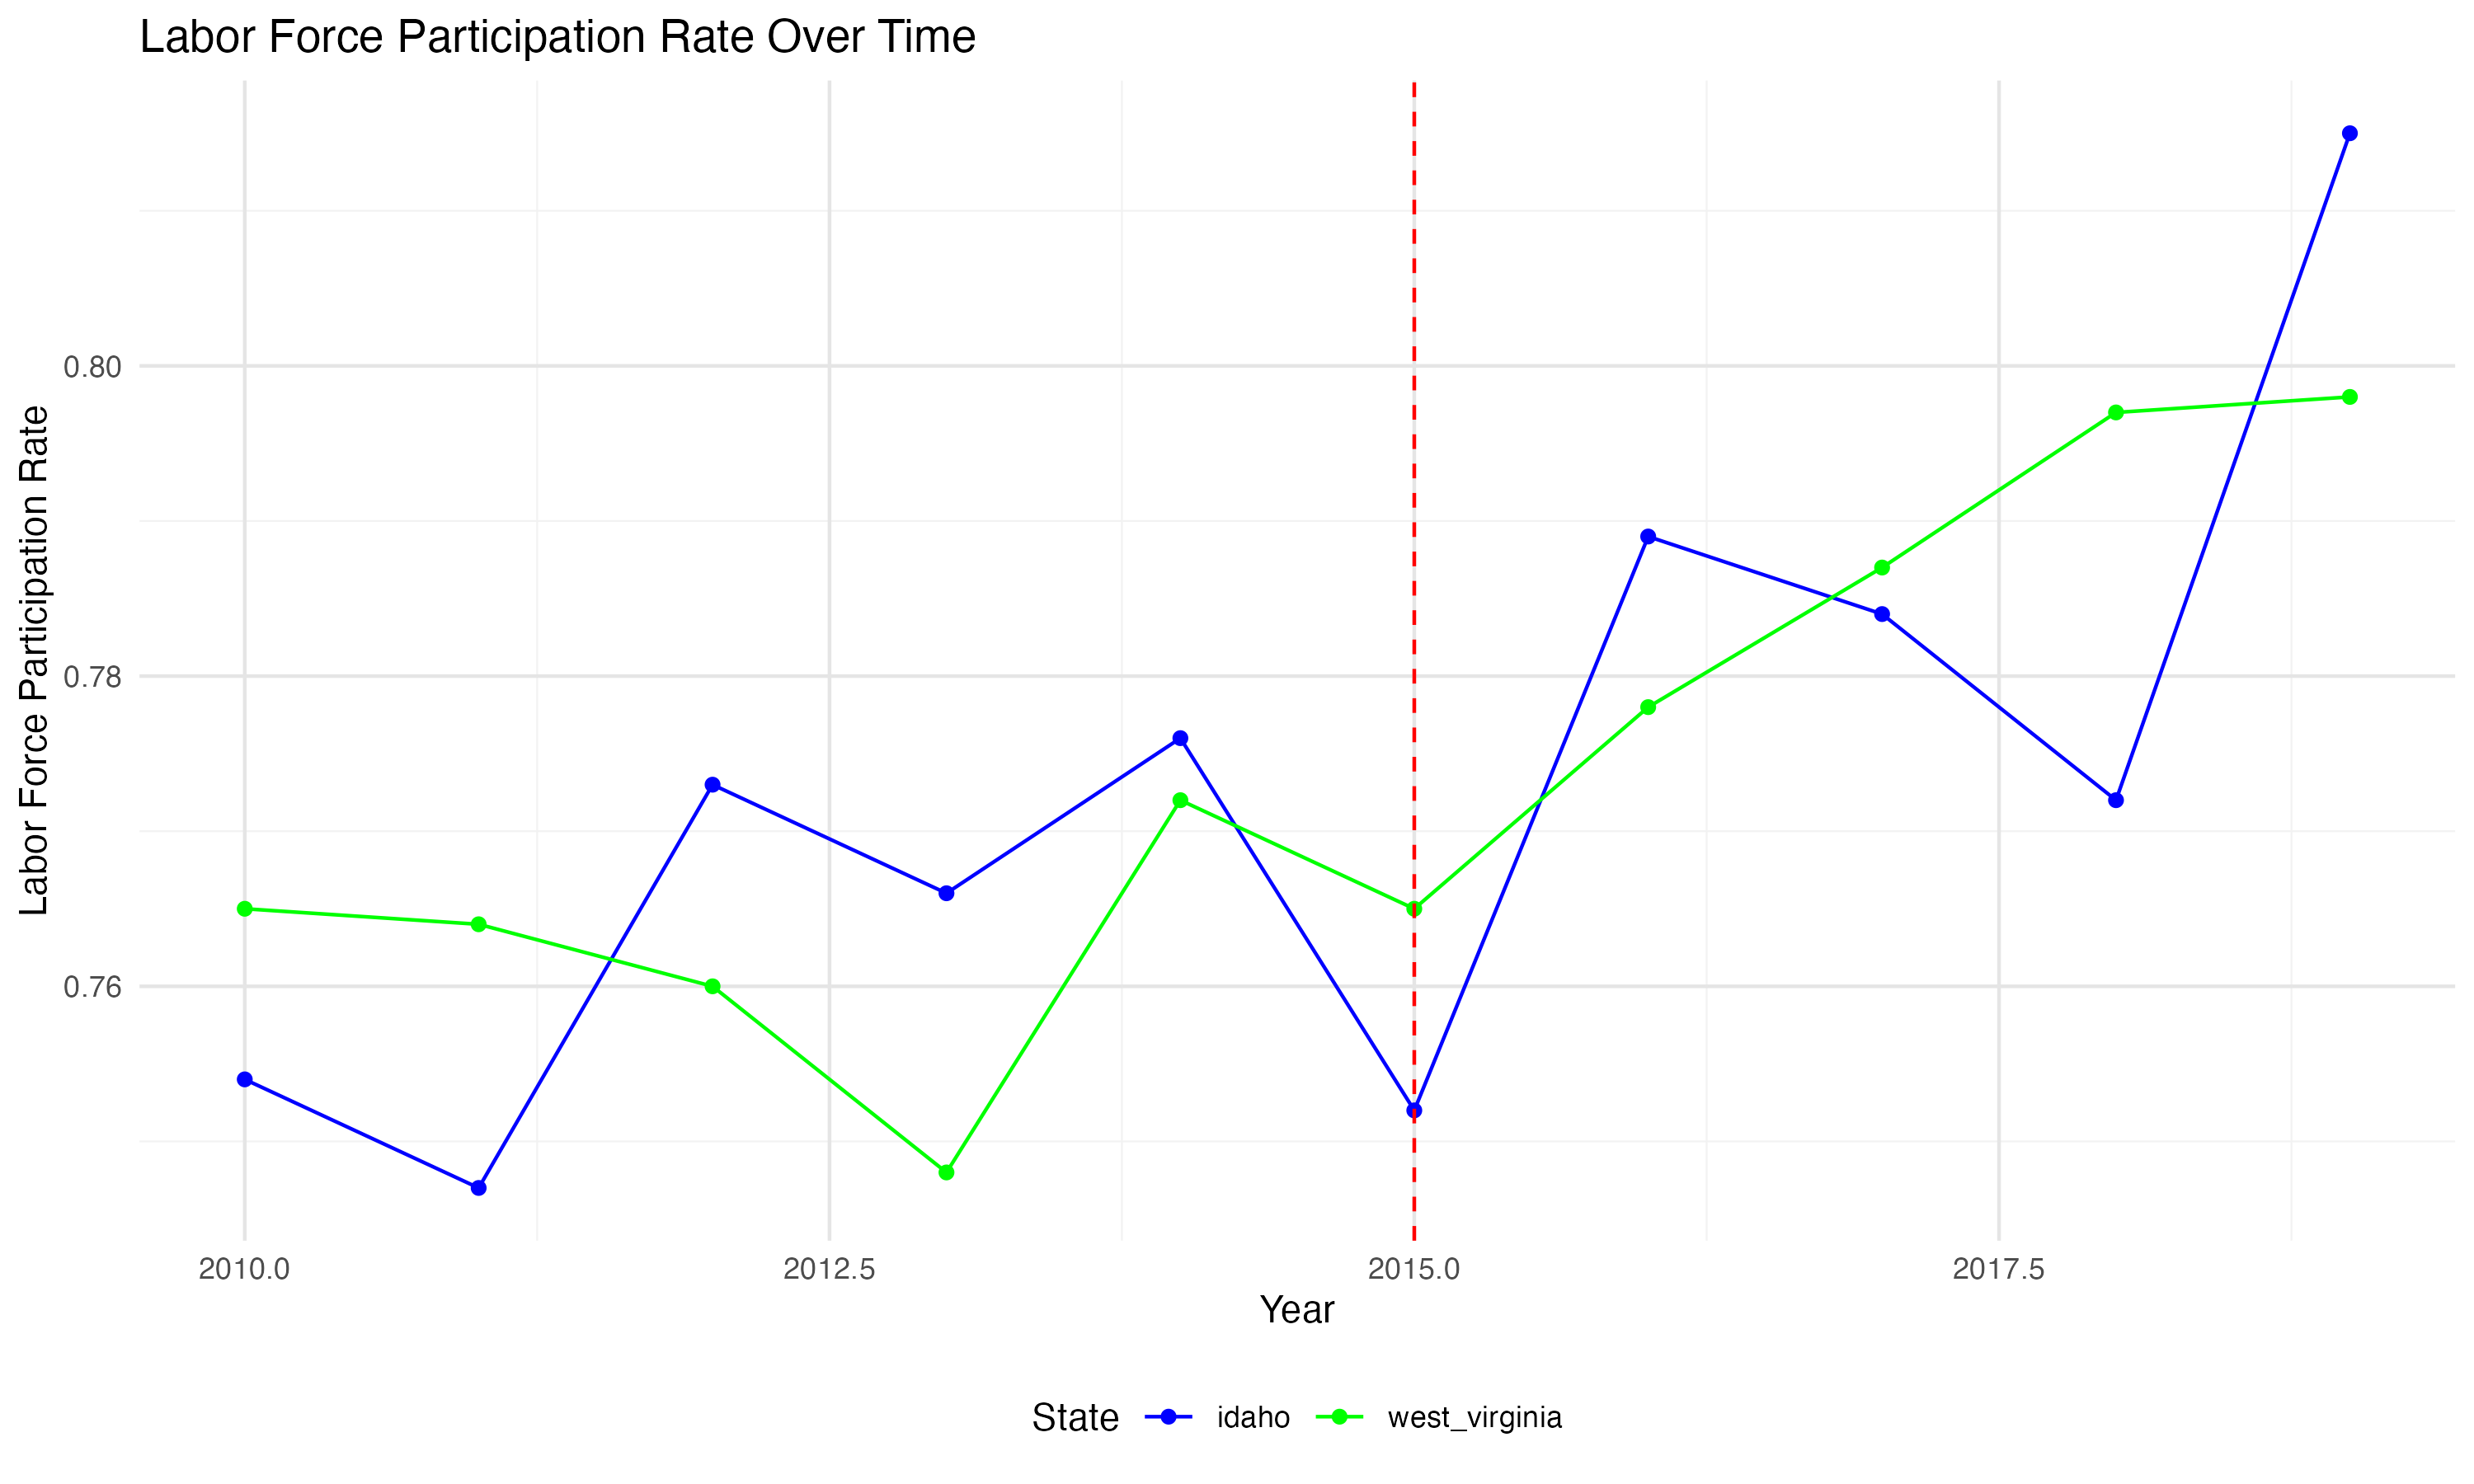 Labor Force Participation Rate Over Time
Labor Force Participation Rate
0.80
0.78
0.76
2010.0 2012.5 2015.0 2017.5
Year
State idaho west_virginia